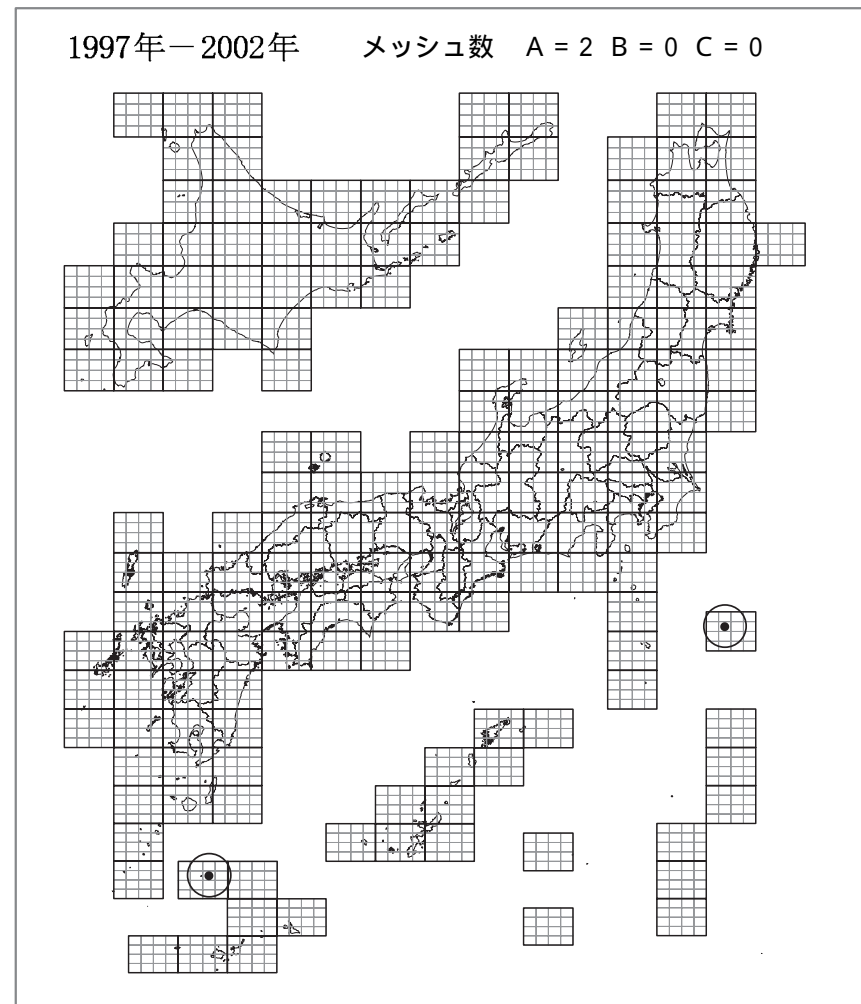 1997年－2002年 メッシュ数 A = 2 B = 0 C = 0